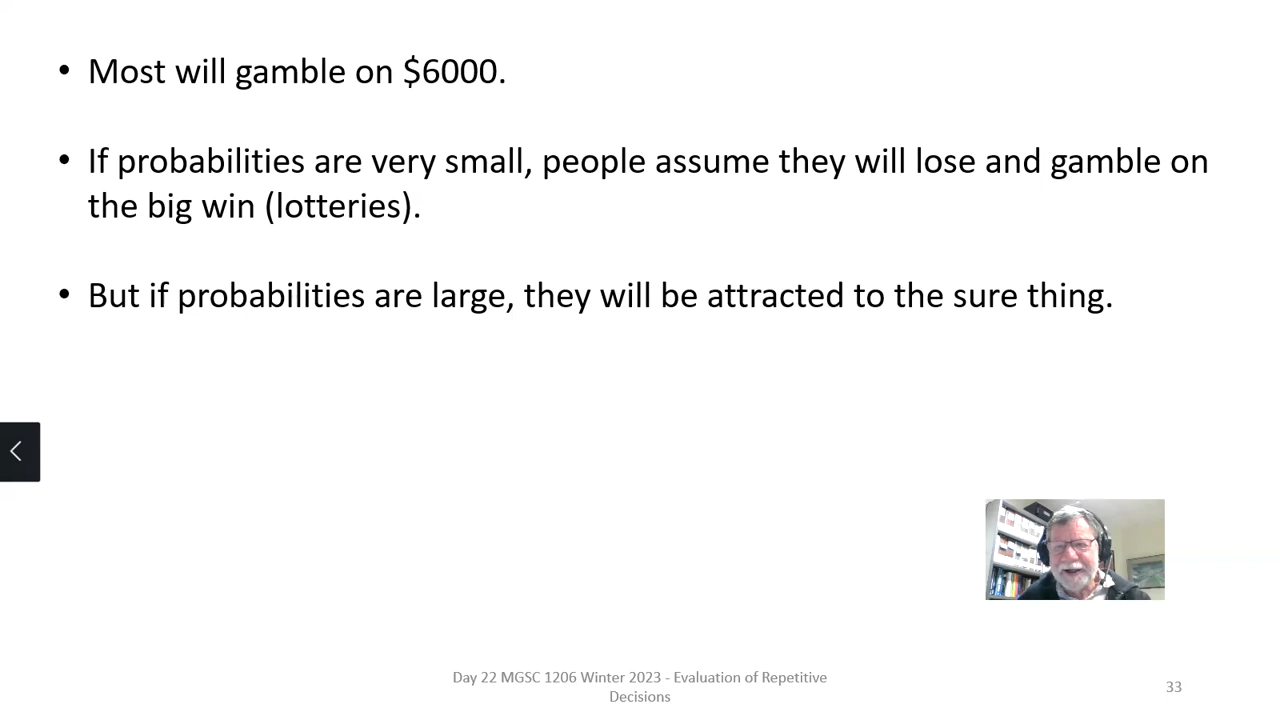 • Most will gamble on $6000.
• If probabilities are very small, people assume they will lose and gamble on
the big win (lotteries).
• But if probabilities are large, they will be attracted to the sure thing.
Day 22 MGSC 1206 Winter 2023 - Evaluation of Repetitive
Decisions
33